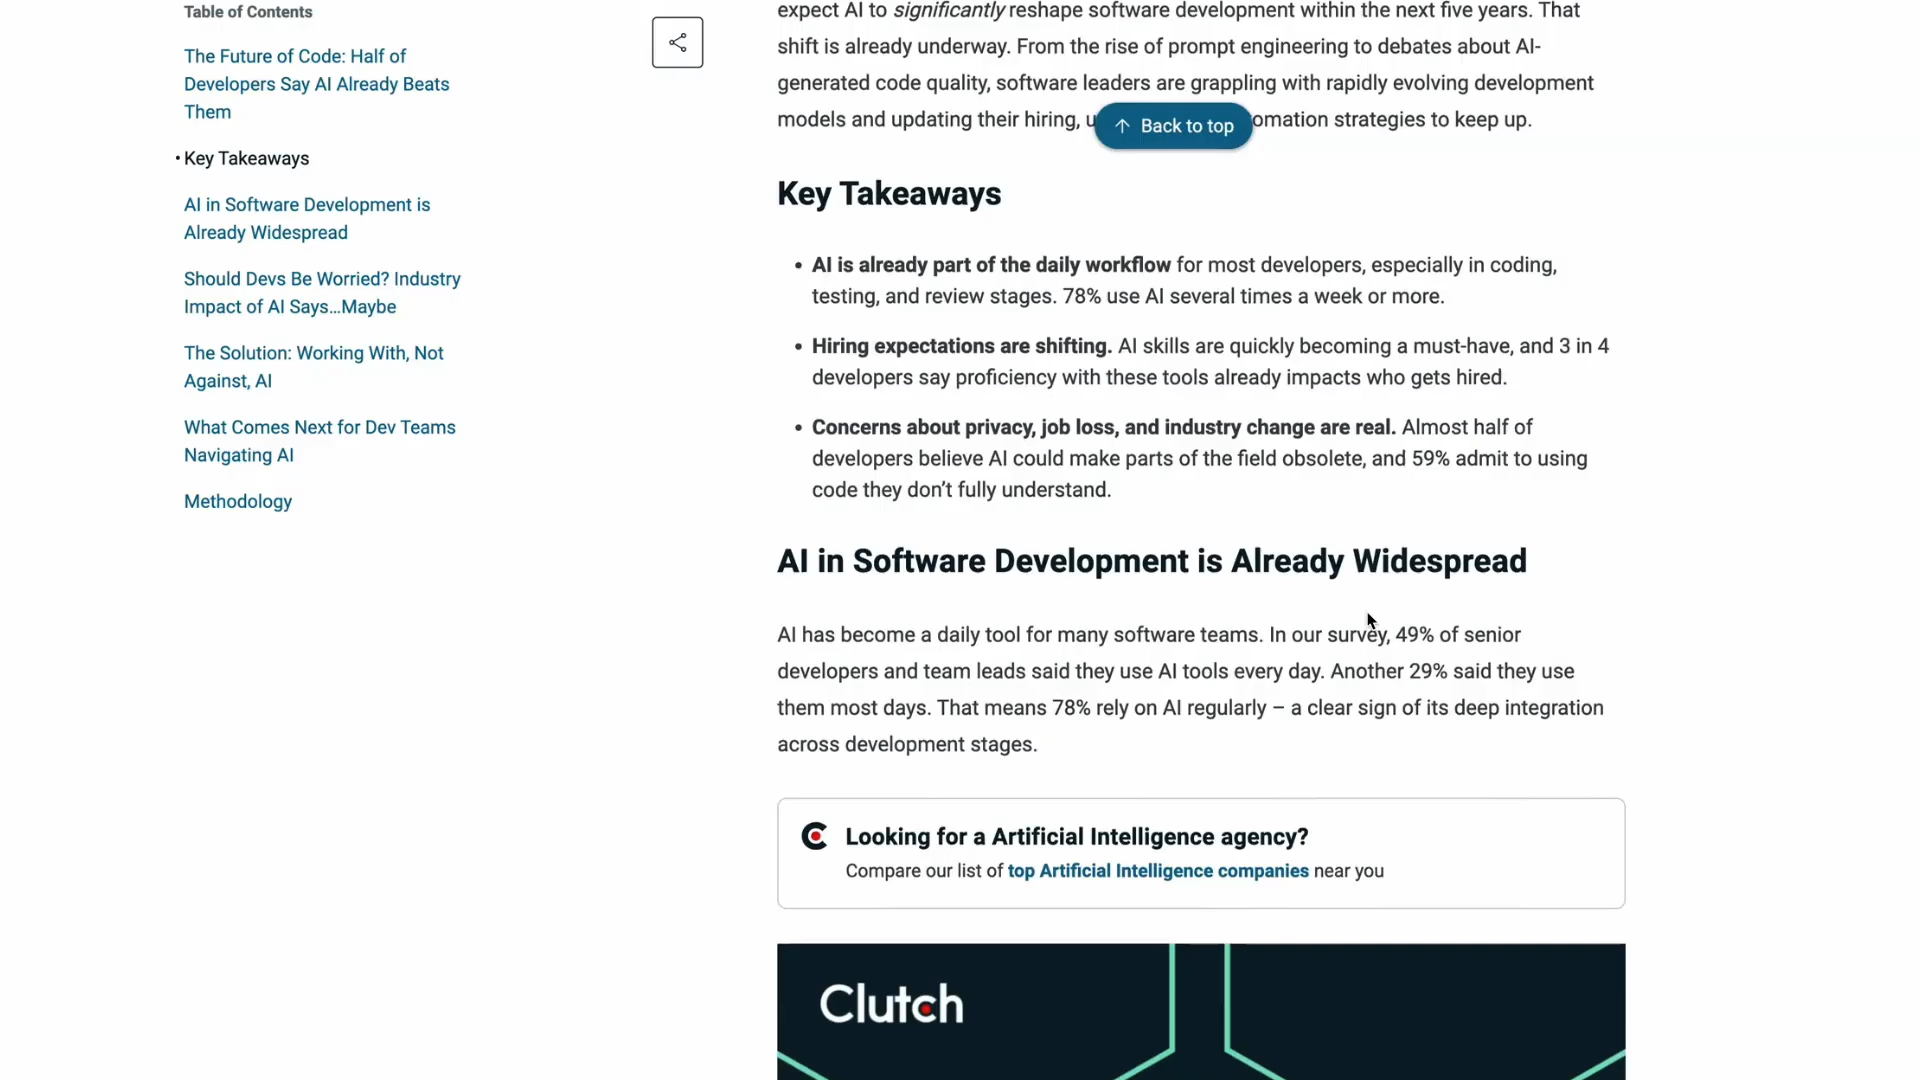 Table of Contents
The Future of Code: Half of
Developers Say AI Already Beats
Them
• Key Takeaways
AI in Software Development is
Already Widespread
Should Devs Be Worried? Industry
Impact of AI Says...Maybe
The Solution: Working With, Not
Against, AI
What Comes Next for Dev Teams
Navigating AI
Methodology
expect AI to significantly reshape software development within the next five years. That
shift is already underway. From the rise of prompt engineering to debates about AI-
generated code quality, software leaders are grappling with rapidly evolving development
models and updating their hiring, u omation strategies to keep up.
↑ Back to top
Key Takeaways
• AI is already part of the daily workflow for most developers, especially in coding,
testing, and review stages. 78% use AI several times a week or more.
• Hiring expectations are shifting. AI skills are quickly becoming a must-have, and 3 in 4
developers say proficiency with these tools already impacts who gets hired.
• Concerns about privacy, job loss, and industry change are real. Almost half of
developers believe AI could make parts of the field obsolete, and 59% admit to using
code they don’t fully understand.
AI in Software Development is Already Widespread
AI has become a daily tool for many software teams. In our survey, 49% of senior
developers and team leads said they use AI tools every day. Another 29% said they use
them most days. That means 78% rely on AI regularly – a clear sign of its deep integration
across development stages.
Looking for a Artificial Intelligence agency?
Compare our list of top Artificial Intelligence companies near you
Clutch